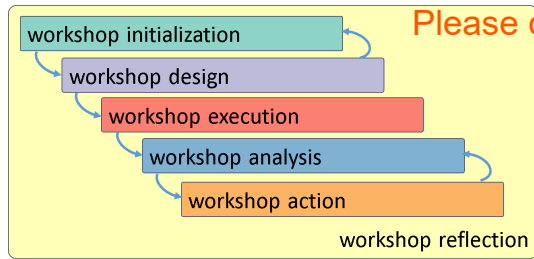 Please
workshop initialization
workshop design
workshop execution
workshop analysis
workshop action
workshop reflection